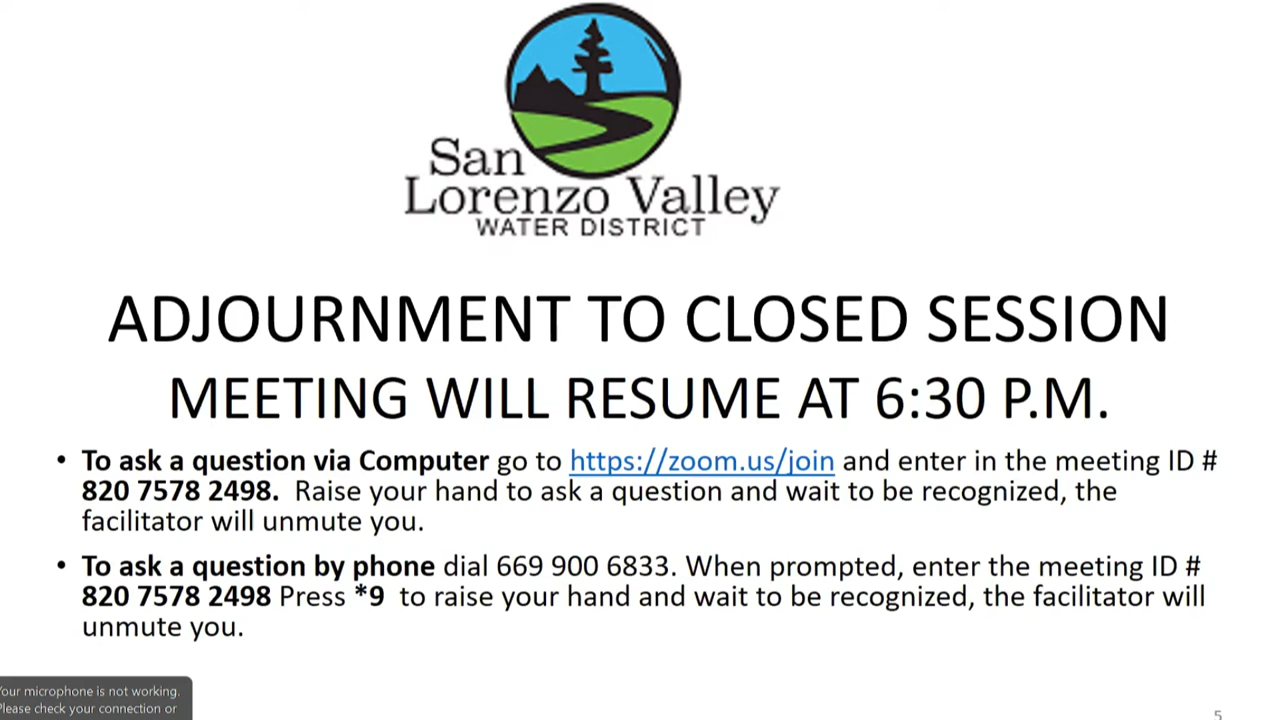 San
Lorenzo Valley
WATER DISTRICT
ADJOURNMENT TO CLOSED SESSION
MEETING WILL RESUME AT 6:30 P.M.
• To ask a question via Computer go to https://zoom.us/join and enter in the meeting ID #
820 7578 2498. Raise your hand to ask a question and wait to be recognized, the
facilitator will unmute you.
• To ask a question by phone dial 669 900 6833. When prompted, enter the meeting ID #
820 7578 2498 Press *9 to raise your hand and wait to be recognized, the facilitator will
unmute you.
Your microphone is not working.
Please check your connection or
5